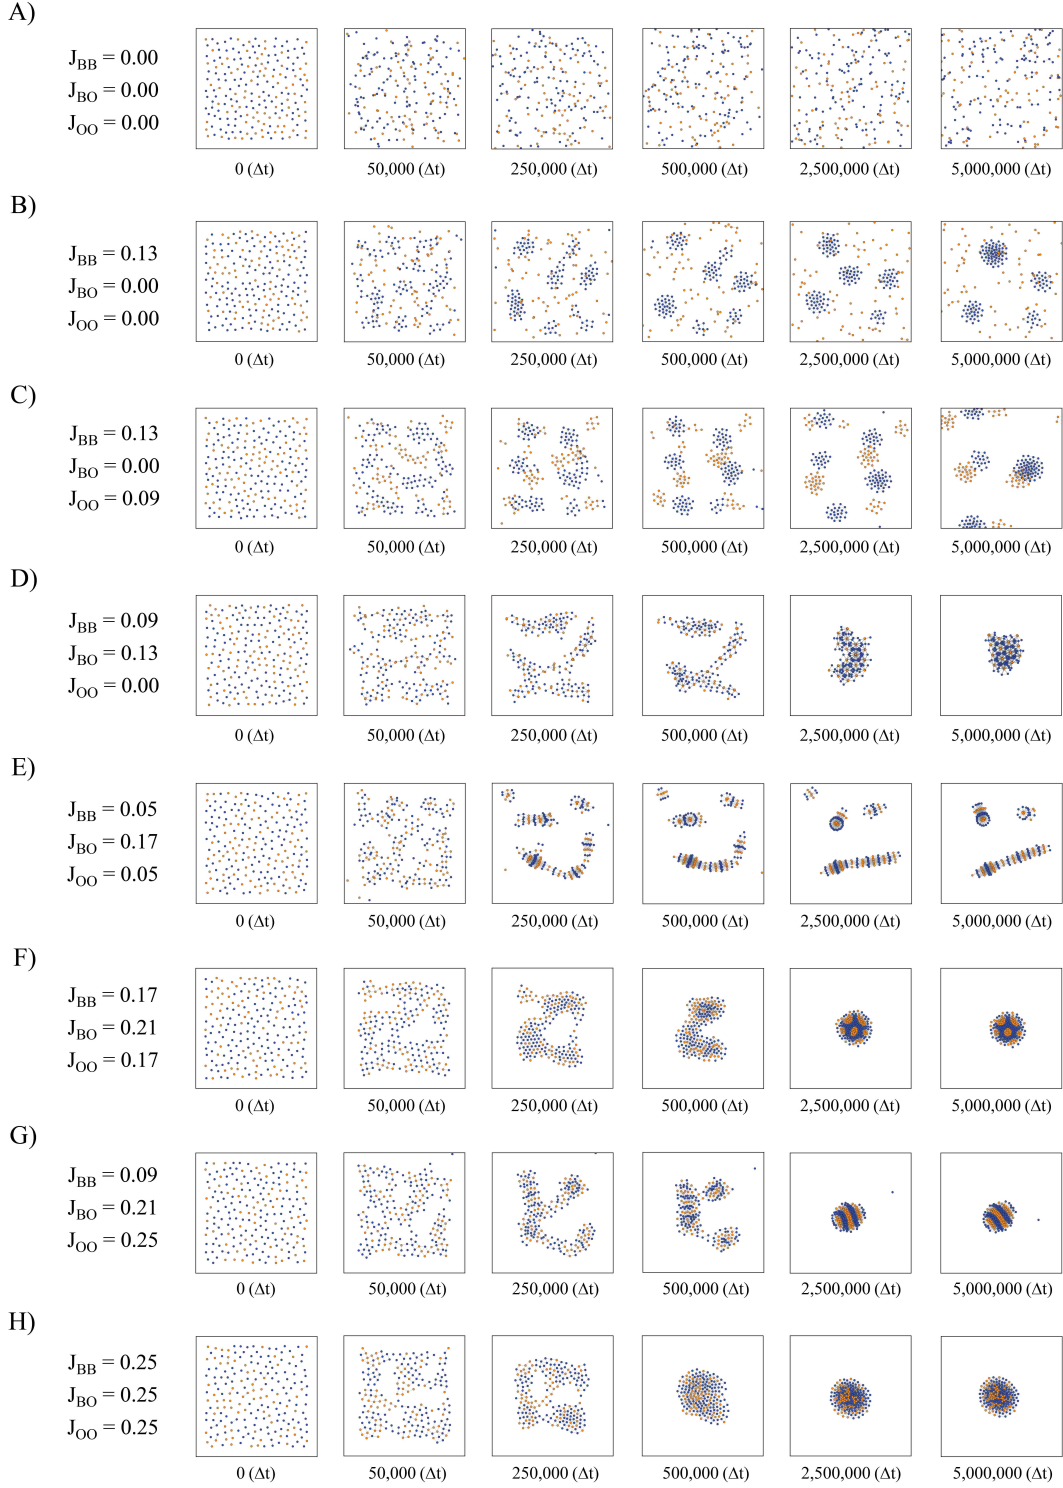 A)
J_BB = 0.00
J_BO = 0.00
J_OO = 0.00
0 (Δt) 50,000 (Δt) 250,000 (Δt) 500,000 (Δt) 2,500,000 (Δt) 5,000,000 (Δt)
B)
J_BB = 0.13
J_BO = 0.00
J_OO = 0.00
0 (Δt) 50,000 (Δt) 250,000 (Δt) 500,000 (Δt) 2,500,000 (Δt) 5,000,000 (Δt)
C)
J_BB = 0.13
J_BO = 0.00
J_OO = 0.09
0 (Δt) 50,000 (Δt) 250,000 (Δt) 500,000 (Δt) 2,500,000 (Δt) 5,000,000 (Δt)
D)
J_BB = 0.09
J_BO = 0.13
J_OO = 0.00
0 (Δt) 50,000 (Δt) 250,000 (Δt) 500,000 (Δt) 2,500,000 (Δt) 5,000,000 (Δt)
E)
J_BB = 0.05
J_BO = 0.17
J_OO = 0.05
0 (Δt) 50,000 (Δt) 250,000 (Δt) 500,000 (Δt) 2,500,000 (Δt) 5,000,000 (Δt)
F)
J_BB = 0.17
J_BO = 0.21
J_OO = 0.17
0 (Δt) 50,000 (Δt) 250,000 (Δt) 500,000 (Δt) 2,500,000 (Δt) 5,000,000 (Δt)
G)
J_BB = 0.09
J_BO = 0.21
J_OO = 0.25
0 (Δt) 50,000 (Δt) 250,000 (Δt) 500,000 (Δt) 2,500,000 (Δt) 5,000,000 (Δt)
H)
J_BB = 0.25
J_BO = 0.25
J_OO = 0.25
0 (Δt) 50,000 (Δt) 250,000 (Δt) 500,000 (Δt) 2,500,000 (Δt) 5,000,000 (Δt)